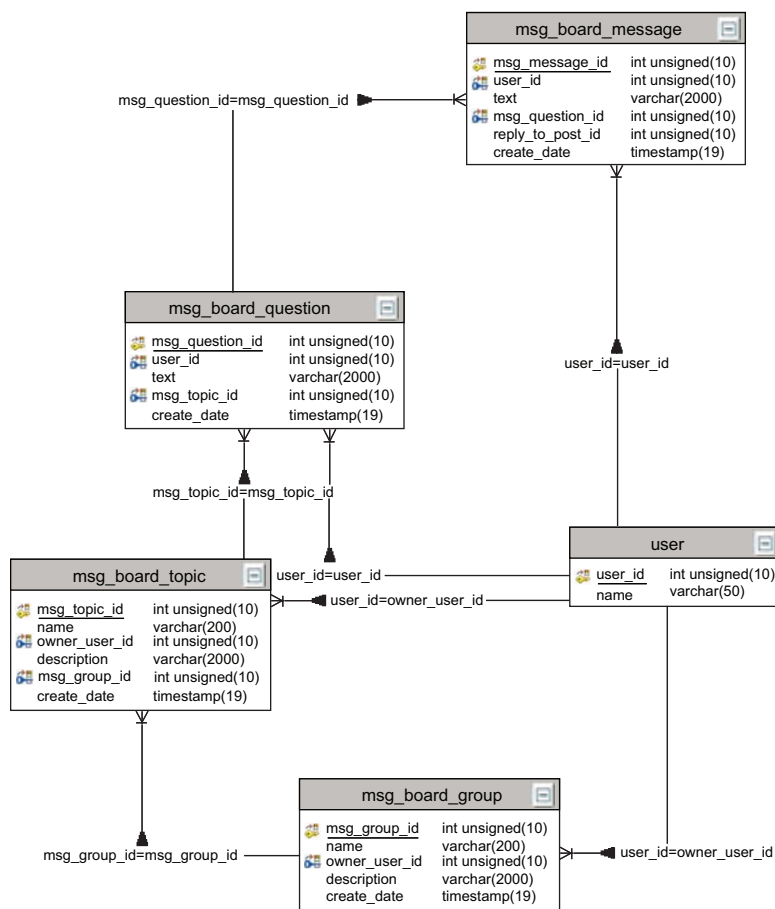 msg_board_message
msg_message_id int unsigned(10)
user_id int unsigned(10)
text varchar(2000)
msg_question_id int unsigned(10)
reply_to_post_id int unsigned(10)
create_date timestamp(19)
msg_question_id=msg_question_id
msg_board_question
msg_question_id int unsigned(10)
user_id int unsigned(10)
text varchar(2000)
msg_topic_id int unsigned(10)
create_date timestamp(19)
user_id=user_id
msg_topic_id=msg_topic_id
user
user_id int unsigned(10)
name varchar(50)
user_id=user_id
user_id=owner_user_id
msg_board_topic
msg_topic_id int unsigned(10)
name varchar(200)
owner_user_id int unsigned(10)
description varchar(2000)
msg_group_id int unsigned(10)
create_date timestamp(19)
msg_board_group
msg_group_id int unsigned(10)
name varchar(200)
owner_user_id int unsigned(10)
description varchar(2000)
create_date timestamp(19)
msg_group_id=msg_group_id
user_id=owner_user_id